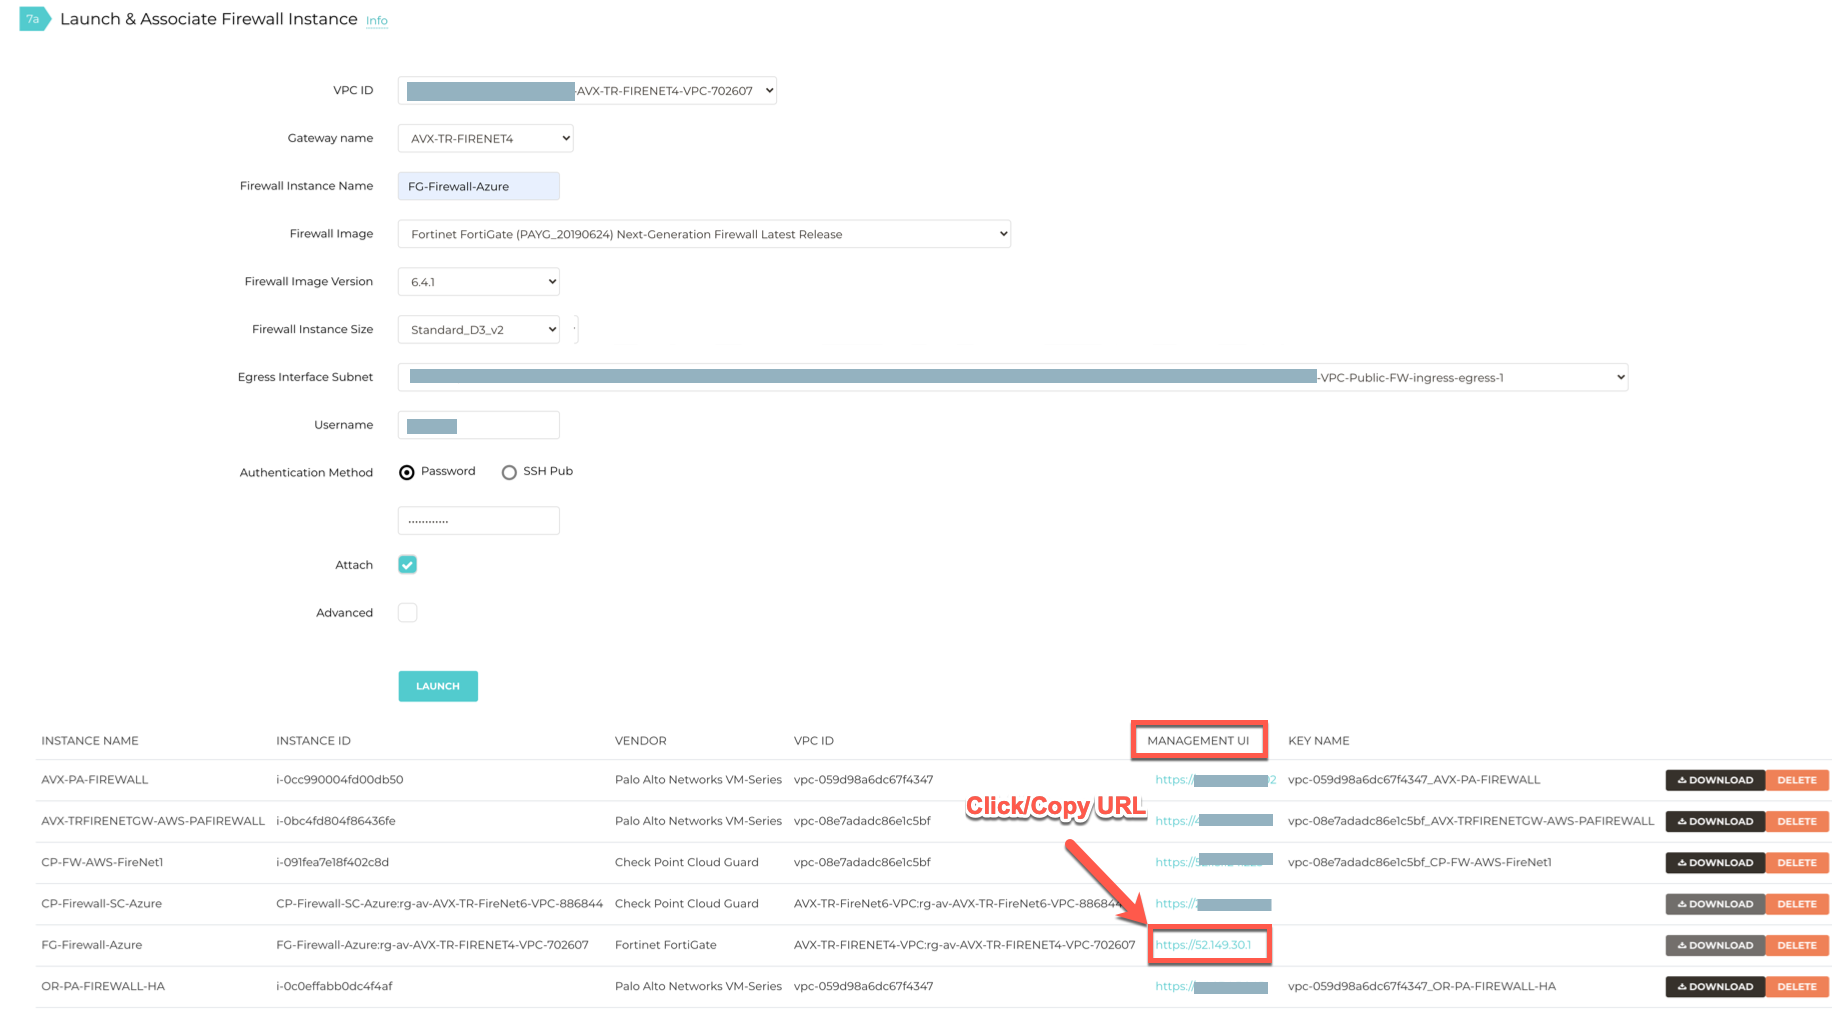 7a Launch & Associate Firewall Instance Info
VPC ID -AVX-TR-FIRENET4-VPC-702607
Gateway name AVX-TR-FIRENET4
Firewall Instance Name FG-Firewall-Azure
Firewall Image Fortinet FortiGate (PAYG_20190624) Next-Generation Firewall Latest Release
Firewall Image Version 6.4.1
Firewall Instance Size Standard_D3_v2
Egress Interface Subnet -VPC-Public-FW-ingress-egress-1
Username
Authentication Method Password SSH Pub
............
Attach
Advanced
LAUNCH
INSTANCE NAME INSTANCE ID VENDOR VPC ID MANAGEMENT UI KEY NAME
AVX-PA-FIREWALL i-0cc990004fd00db50 Palo Alto Networks VM-Series vpc-059d98a6dc67f4347 https:// vpc-059d98a6dc67f4347_AVX-PA-FIREWALL DOWNLOAD DELETE
Click/Copy URL
AVX-TRFIRENETGW-AWS-PAFIREWALL i-0bc4fd804f86436fe Palo Alto Networks VM-Series vpc-08e7adadc86e1c5bf https:// vpc-08e7adadc86e1c5bf_AVX-TRFIRENETGW-AWS-PAFIREWALL DOWNLOAD DELETE
CP-FW-AWS-FireNet1 i-091fea7e18f402c8d Check Point Cloud Guard vpc-08e7adadc86e1c5bf https:// vpc-08e7adadc86e1c5bf_CP-FW-AWS-FireNet1 DOWNLOAD DELETE
CP-Firewall-SC-Azure CP-Firewall-SC-Azure:rg-av-AVX-TR-FireNet6-VPC-886844 Check Point Cloud Guard AVX-TR-FireNet6-VPC:rg-av-AVX-TR-FireNet6-VPC-886844 https:// DOWNLOAD DELETE
FG-Firewall-Azure FG-Firewall-Azure:rg-av-AVX-TR-FIRENET4-VPC-702607 Fortinet FortiGate AVX-TR-FIRENET4-VPC:rg-av-AVX-TR-FIRENET4-VPC-702607 https://52.149.30.1 DOWNLOAD DELETE
OR-PA-FIREWALL-HA i-0c0effabb0dc4f4af Palo Alto Networks VM-Series vpc-059d98a6dc67f4347 https:// vpc-059d98a6dc67f4347_OR-PA-FIREWALL-HA DOWNLOAD DELETE